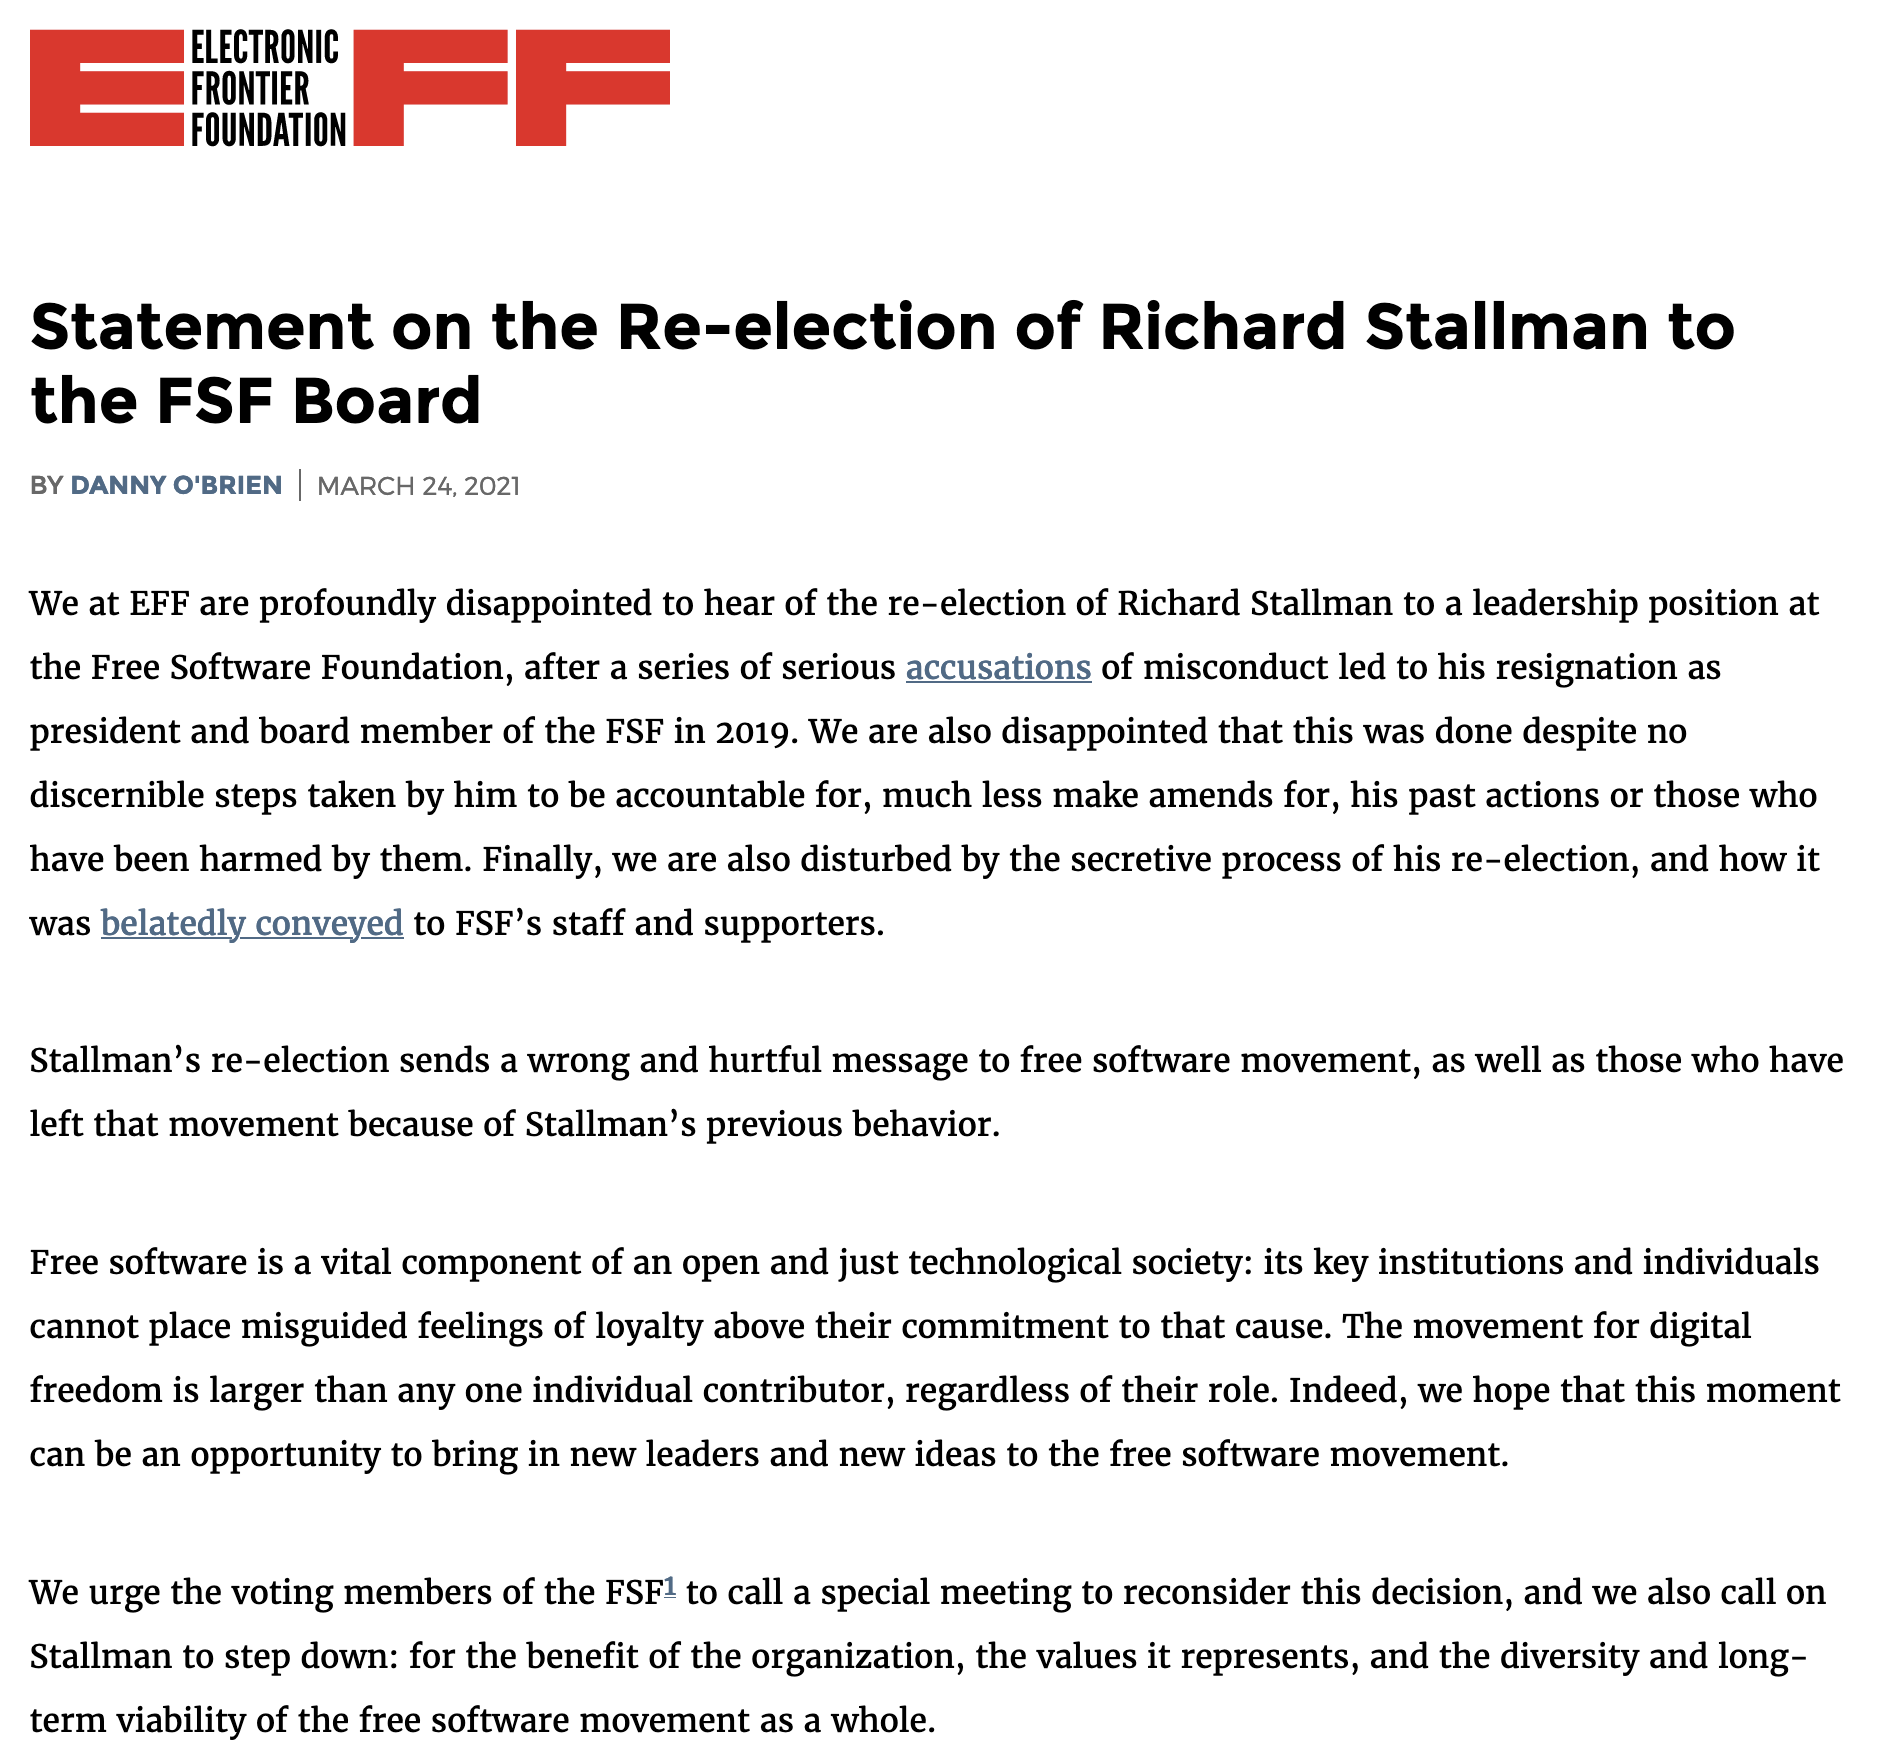 ELECTRONIC
FRONTIER
FOUNDATION
EFF
Statement on the Re-election of Richard Stallman to
the FSF Board
BY DANNY O'BRIEN | MARCH 24, 2021
We at EFF are profoundly disappointed to hear of the re-election of Richard Stallman to a leadership position at
the Free Software Foundation, after a series of serious accusations of misconduct led to his resignation as
president and board member of the FSF in 2019. We are also disappointed that this was done despite no
discernible steps taken by him to be accountable for, much less make amends for, his past actions or those who
have been harmed by them. Finally, we are also disturbed by the secretive process of his re-election, and how it
was belatedly conveyed to FSF’s staff and supporters.
Stallman’s re-election sends a wrong and hurtful message to free software movement, as well as those who have
left that movement because of Stallman’s previous behavior.
Free software is a vital component of an open and just technological society: its key institutions and individuals
cannot place misguided feelings of loyalty above their commitment to that cause. The movement for digital
freedom is larger than any one individual contributor, regardless of their role. Indeed, we hope that this moment
can be an opportunity to bring in new leaders and new ideas to the free software movement.
We urge the voting members of the FSF1 to call a special meeting to reconsider this decision, and we also call on
Stallman to step down: for the benefit of the organization, the values it represents, and the diversity and long-
term viability of the free software movement as a whole.